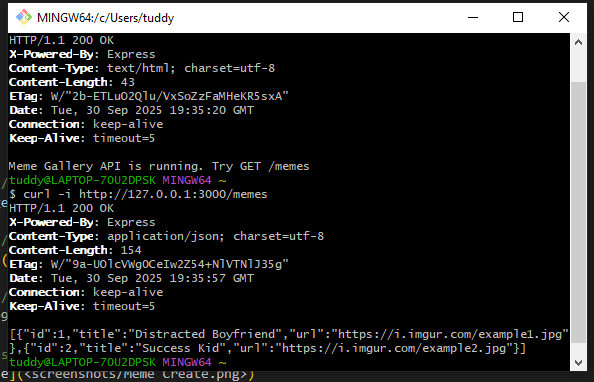 MINGW64:/c/Users/tuddy
HTTP/1.1 200 OK
X-Powered-By: Express
Content-Type: text/html; charset=utf-8
Content-Length: 43
ETag: W/"2b-ETLuO2Qlu/VxSoZzFaMHeKR5sxA"
Date: Tue, 30 Sep 2025 19:35:20 GMT
Connection: keep-alive
Keep-Alive: timeout=5
Meme Gallery API is running. Try GET /memes
tuddy@LAPTOP-7OU2DPSK MINGW64 ~
$ curl -i http://127.0.0.1:3000/memes
HTTP/1.1 200 OK
X-Powered-By: Express
Content-Type: application/json; charset=utf-8
Content-Length: 154
ETag: W/"9a-UOlcVWgOCeIw2Z54+NlVTNlJ35g"
Date: Tue, 30 Sep 2025 19:35:57 GMT
Connection: keep-alive
Keep-Alive: timeout=5
[{"id":1,"title":"Distracted Boyfriend","url":"https://i.imgur.com/example1.jpg"
},{"id":2,"title":"Success Kid","url":"https://i.imgur.com/example2.jpg"}]
tuddy@LAPTOP-7OU2DPSK MINGW64 ~
e](<screenshots/Meme Create.png>)